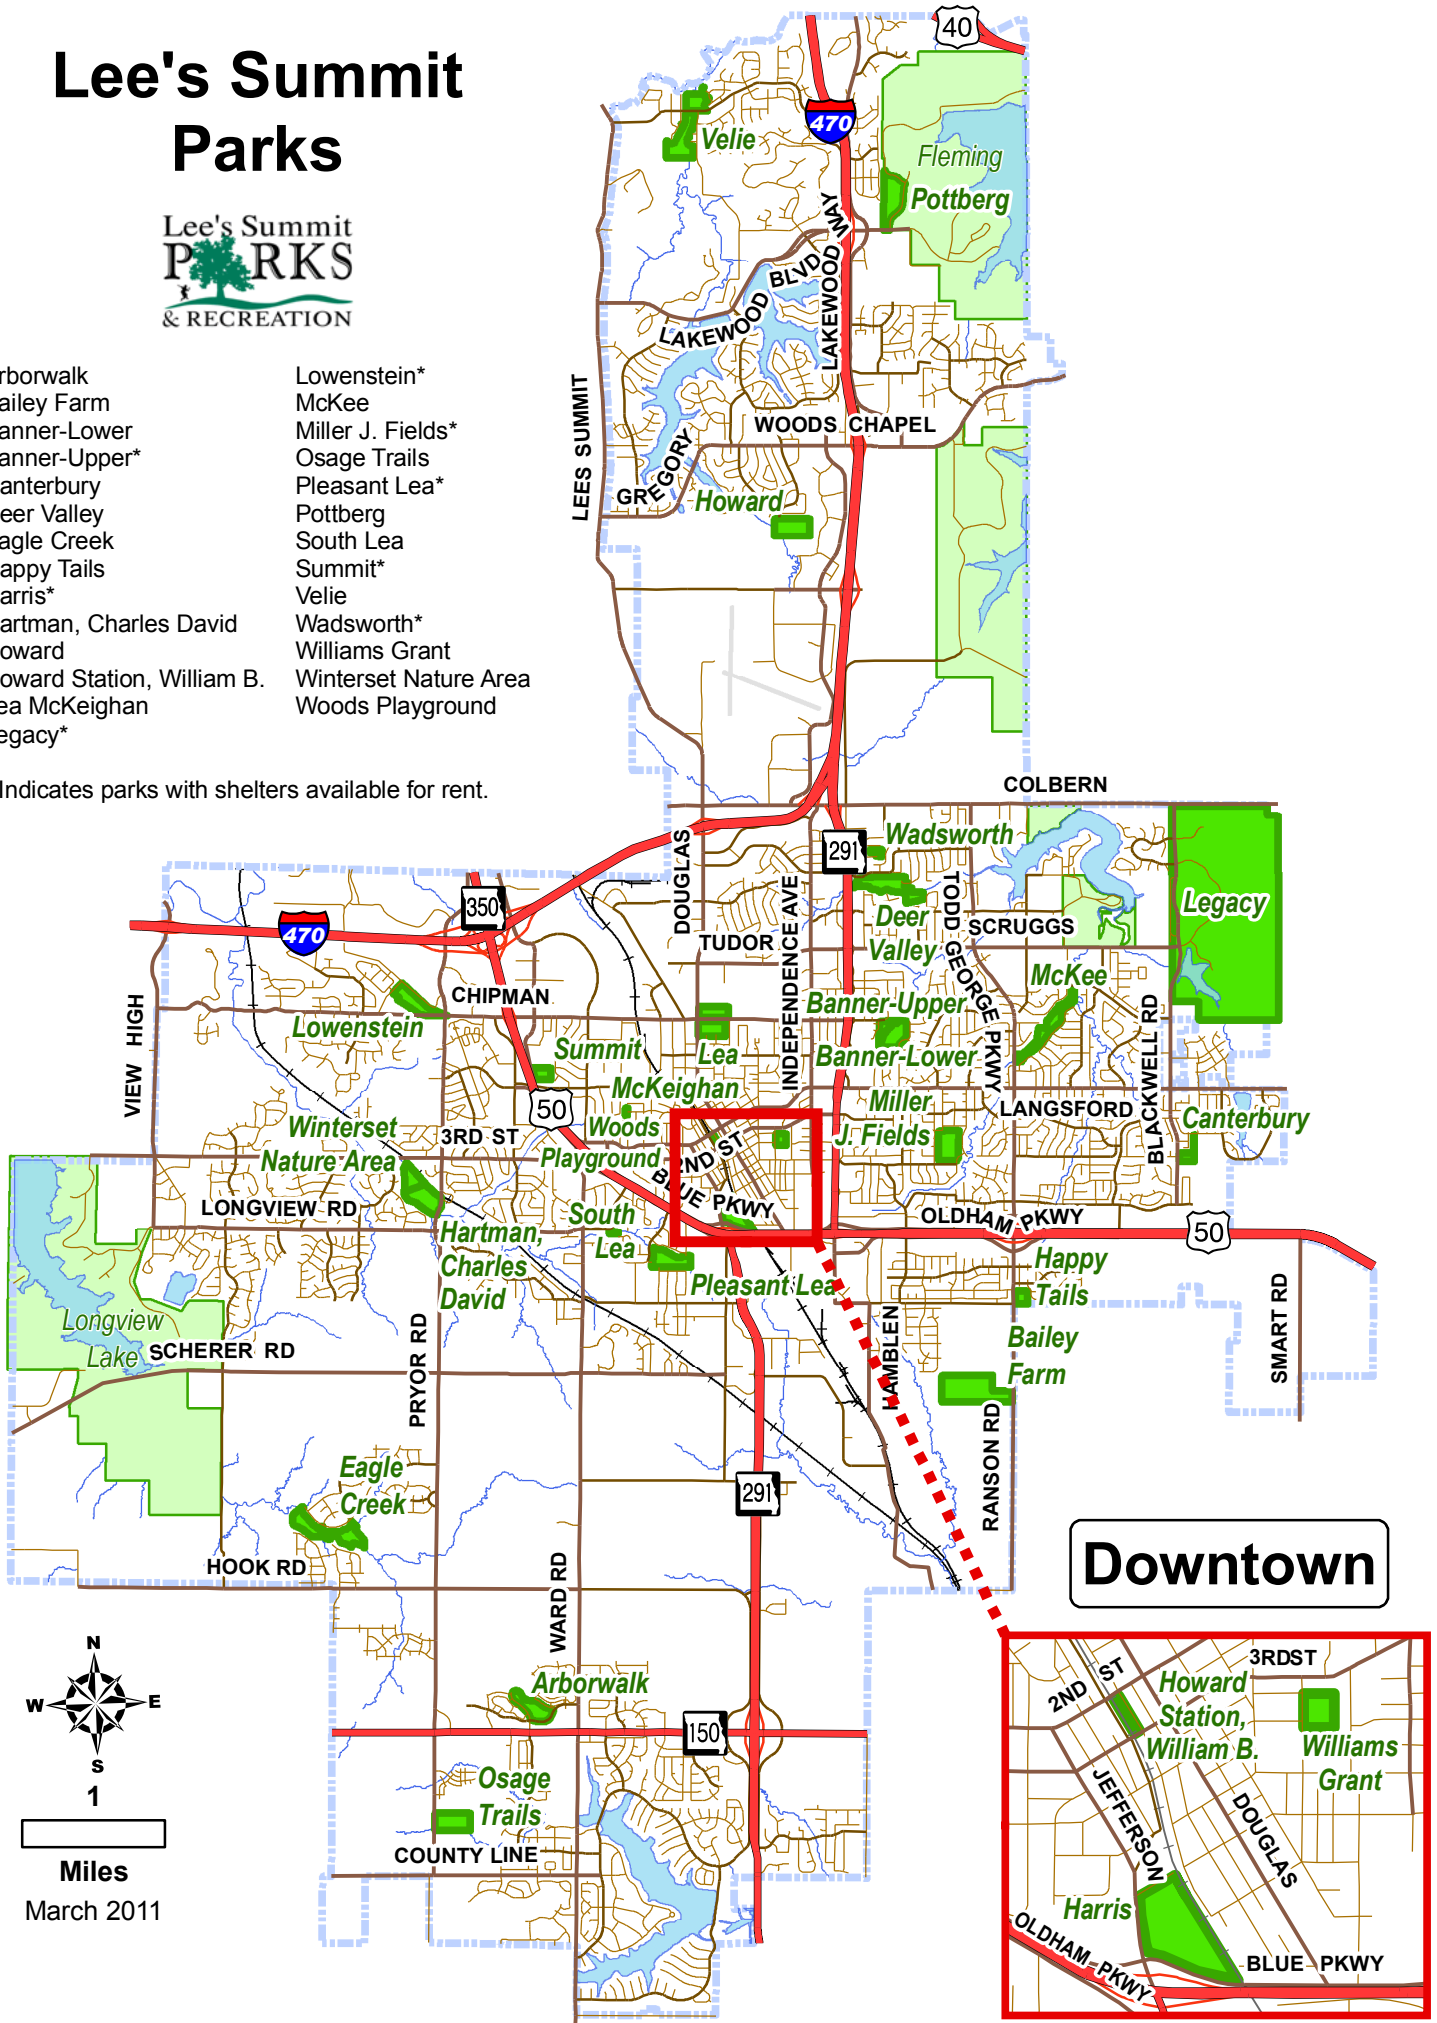 Lee's Summit
Parks
Lee's Summit
PARKS
& RECREATION
rborwalk
ailey Farm
anner-Lower
anner-Upper*
anterbury
eer Valley
agle Creek
appy Tails
arris*
artman, Charles David
oward
oward Station, William B.
ea McKeighan
egacy*
Lowenstein*
McKee
Miller J. Fields*
Osage Trails
Pleasant Lea*
Pottberg
South Lea
Summit*
Velie
Wadsworth*
Williams Grant
Winterset Nature Area
Woods Playground
Indicates parks with shelters available for rent.
40
470
Velie
Fleming
Pottberg
LAKEWOOD BLVD
LAKEWOOD WAY
LEES SUMMIT
WOODS CHAPEL
GREGORY
Howard
COLBERN
DOUGLAS
291
Wadsworth
350
470
Deer
Valley
TODD GEORGE PKWY
SCRUGGS
Legacy
TUDOR
INDEPENDENCE AVE
McKee
CHIPMAN
Lowenstein
VIEW HIGH
Banner-Upper
Banner-Lower
BLACKWELL RD
Summit
Lea
McKeighan
50
Woods
Playground
Miller
J. Fields
LANGSFORD
Canterbury
Winterset
Nature Area
3RD ST
2ND ST
BLUE PKWY
LONGVIEW RD
South
Lea
OLDHAM PKWY
50
Hartman,
Charles
David
Pleasant Lea
Happy
Tails
SMART RD
Longview
Lake
SCHERER RD
PRYOR RD
HAMBLEN
Bailey
Farm
RANSON RD
Eagle
Creek
291
HOOK RD
WARD RD
Downtown
N
W
E
S
1
Miles
March 2011
Arborwalk
150
Osage
Trails
COUNTY LINE
3RDST
2ND ST
Howard
Station,
William B.
Williams
Grant
JEFFERSON
DOUGLAS
Harris
OLDHAM PKWY
BLUE PKWY